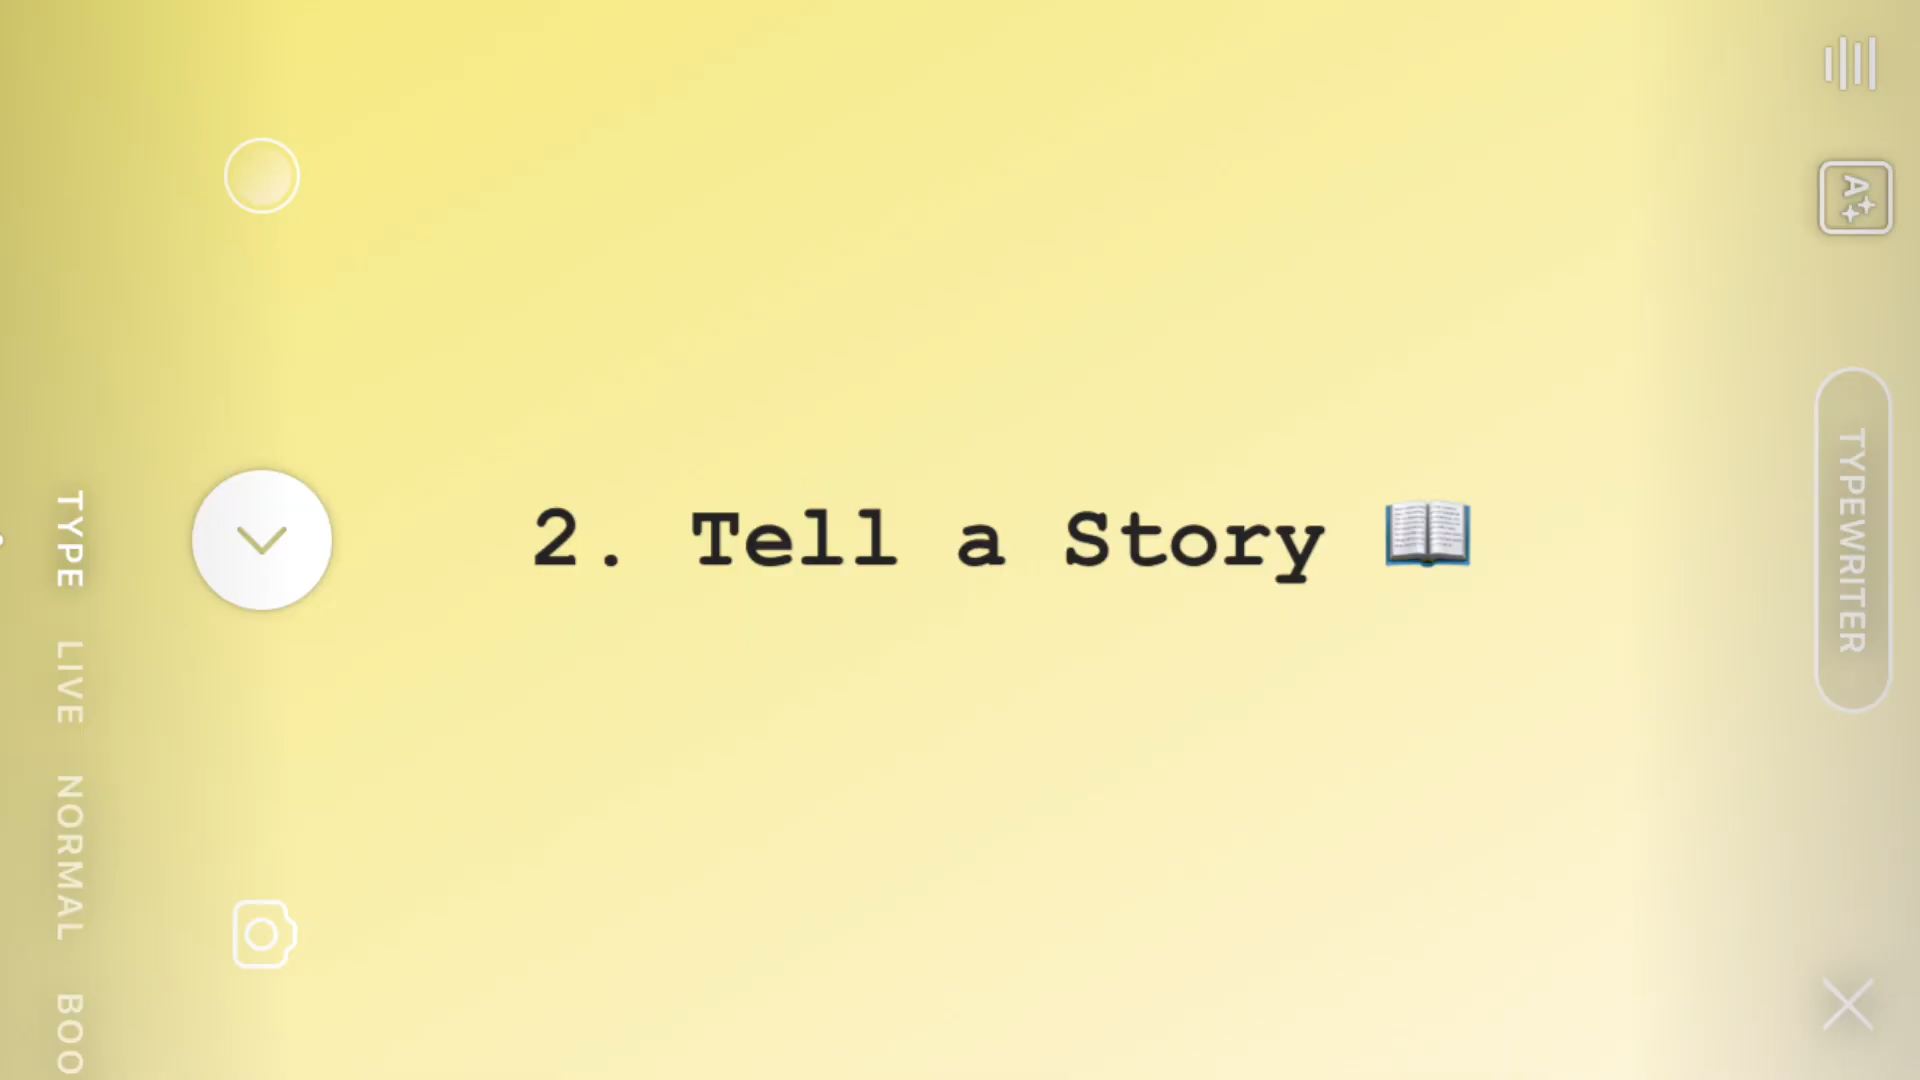 2. Tell a Story 📖
TYPEWRITER
A
TYPE
LIVE
NORMAL
BOO